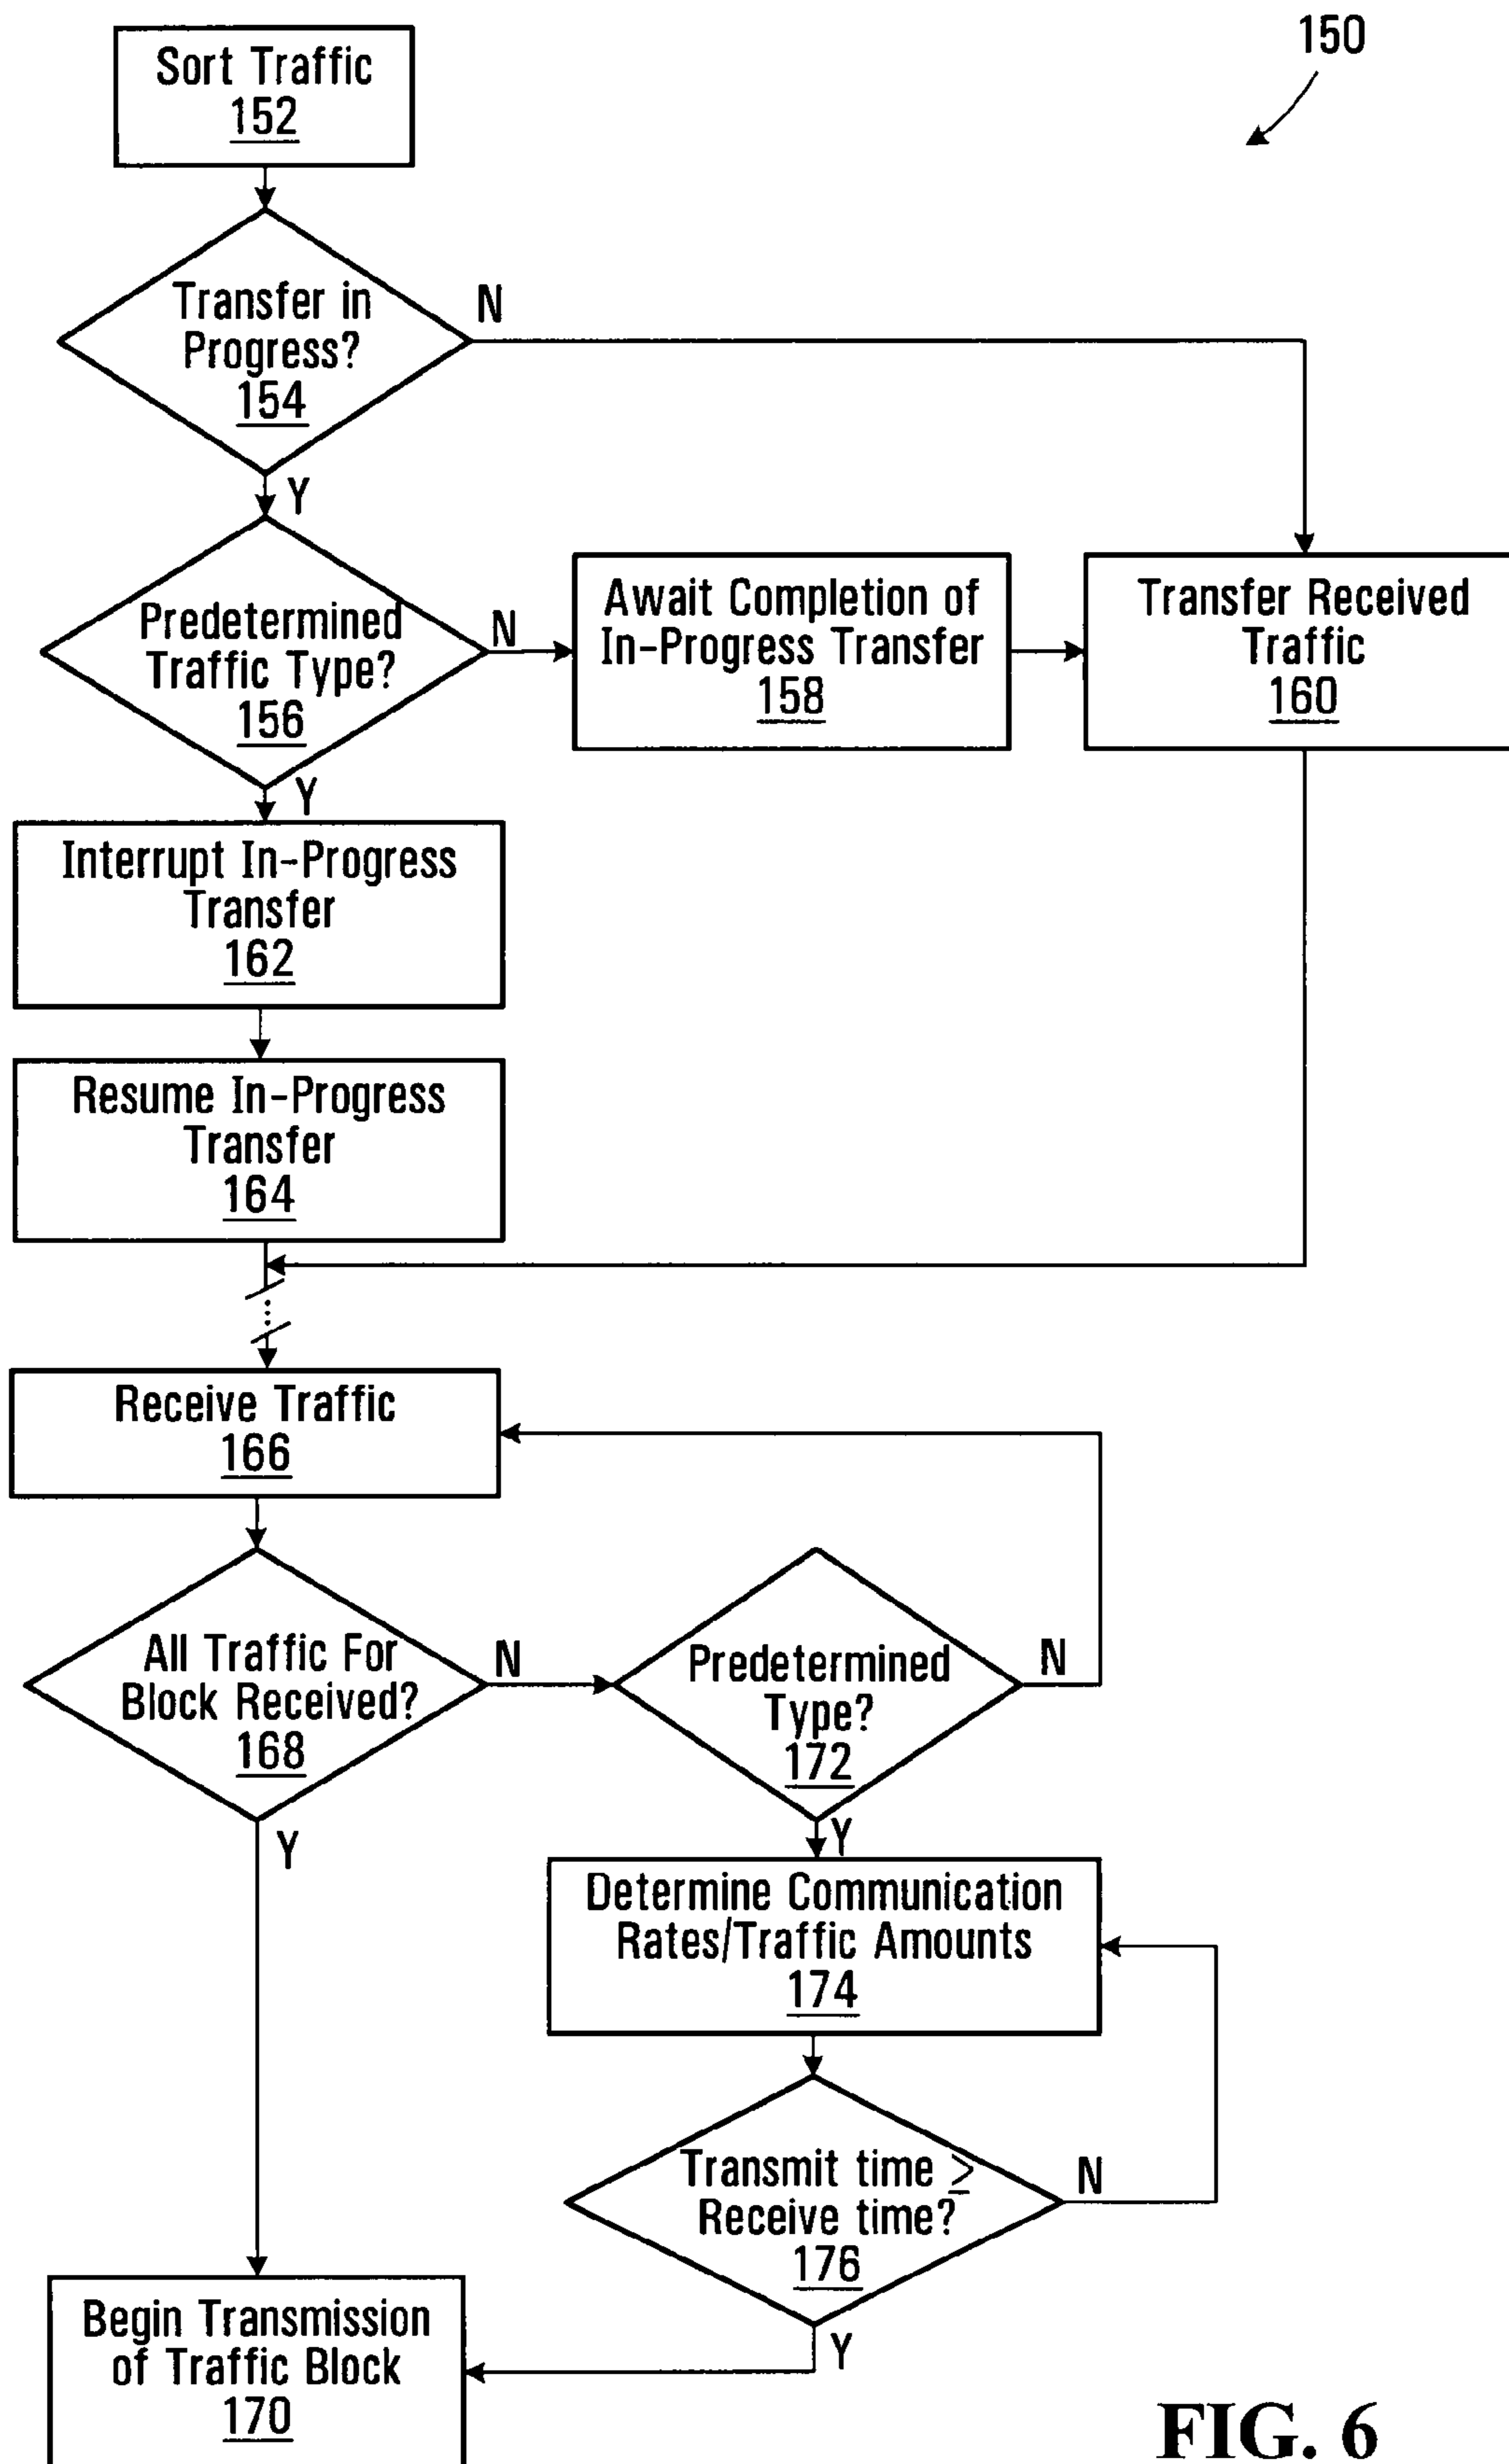 150
Sort Traffic
152
Transfer in
Progress?
154
N
Y
Predetermined
Traffic Type?
156
N
Await Completion of
In-Progress Transfer
158
Transfer Received
Traffic
160
Y
Interrupt In-Progress
Transfer
162
Resume In-Progress
Transfer
164
Receive Traffic
166
All Traffic For
Block Received?
168
N
Predetermined
Type?
172
N
Y
Y
Determine Communication
Rates/Traffic Amounts
174
Transmit time ≥
Receive time?
176
N
Y
Begin Transmission
of Traffic Block
170
FIG. 6